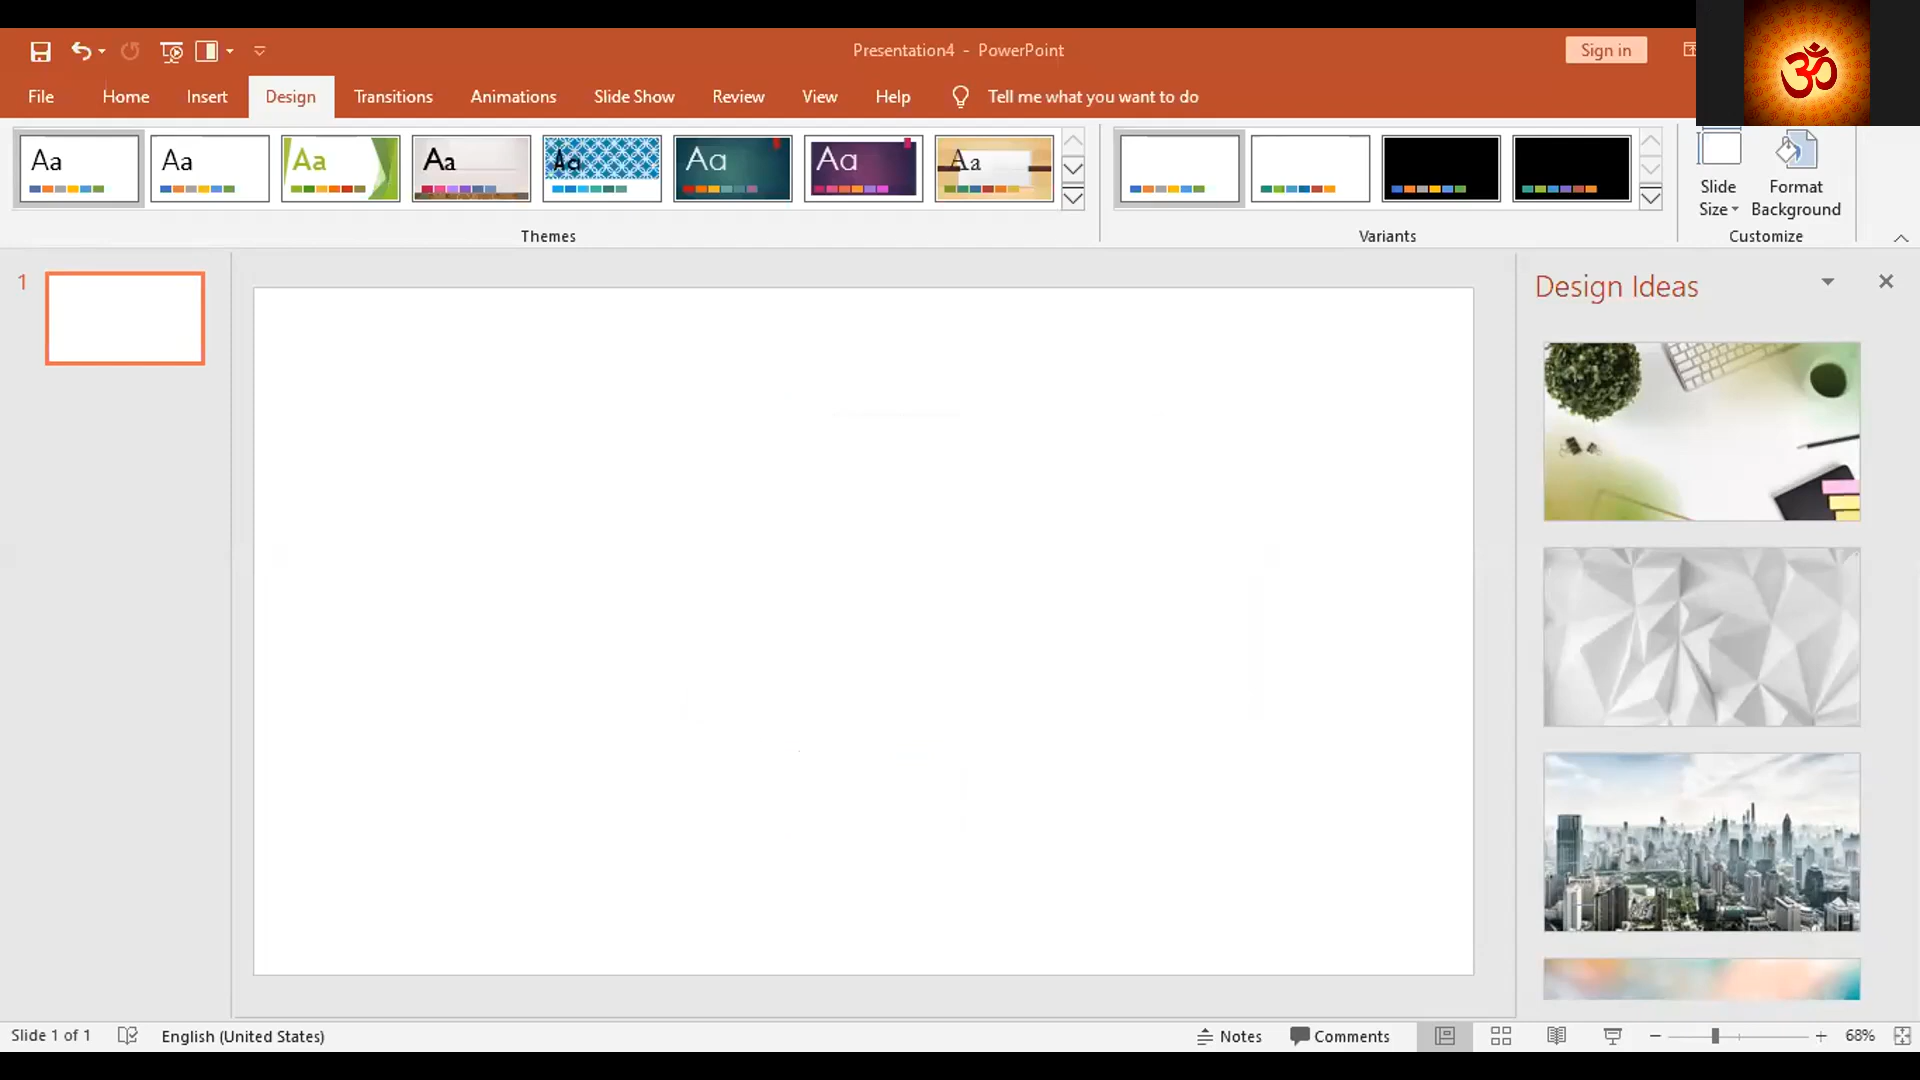 Presentation4 - PowerPoint
Sign in
ॐ
File Home Insert Design Transitions Animations Slide Show Review View Help Tell me what you want to do
Aa Aa Aa Aa Aa Aa Aa Aa
Slide Size
Format Background
Themes Variants Customize
1
Design Ideas
Slide 1 of 1 English (United States) Notes Comments 68%